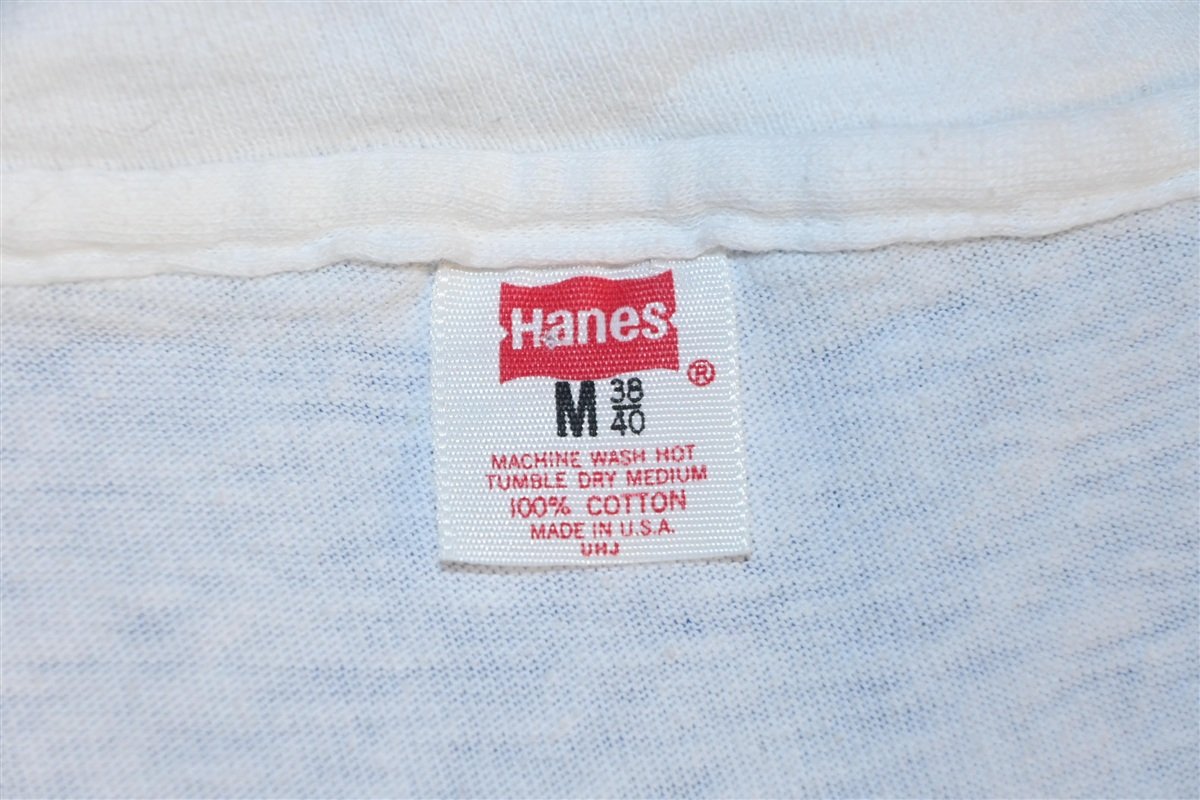 Hanes
®
M 38/40
MACHINE WASH HOT
TUMBLE DRY MEDIUM
100% COTTON
MADE IN U.S.A.
UHJ